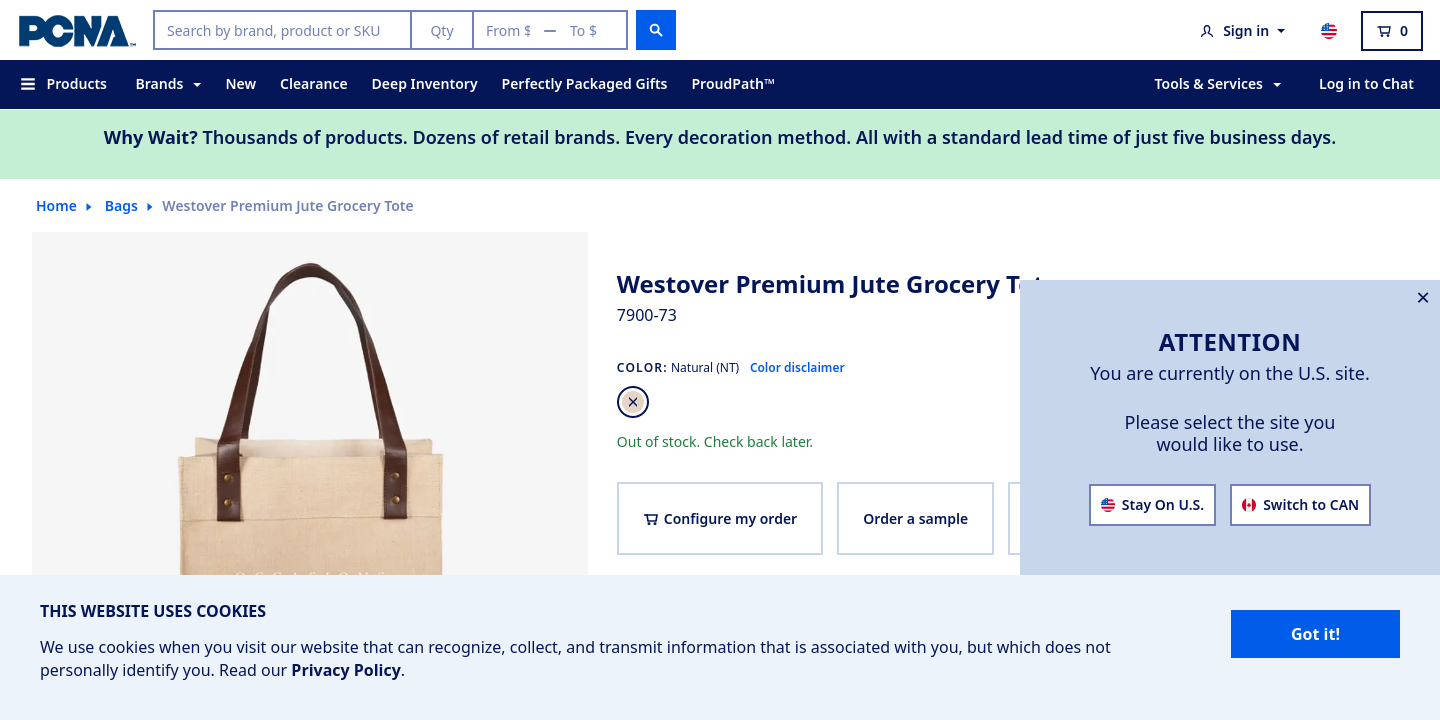 PCNA™
Search by brand, product or SKU
Qty
From $ — To $
Sign in
0
Products
Brands
New
Clearance
Deep Inventory
Perfectly Packaged Gifts
ProudPath™
Tools & Services
Log in to Chat
Why Wait? Thousands of products. Dozens of retail brands. Every decoration method. All with a standard lead time of just five business days.
Home
Bags
Westover Premium Jute Grocery Tote
Westover Premium Jute Grocery
7900-73
COLOR: Natural (NT) Color disclaimer
Out of stock. Check back later.
Configure my order
Order a sample
×
ATTENTION
You are currently on the U.S. site.
Please select the site you
would like to use.
Stay On U.S.
Switch to CAN
THIS WEBSITE USES COOKIES
We use cookies when you visit our website that can recognize, collect, and transmit information that is associated with you, but which does not
personally identify you. Read our Privacy Policy.
Got it!